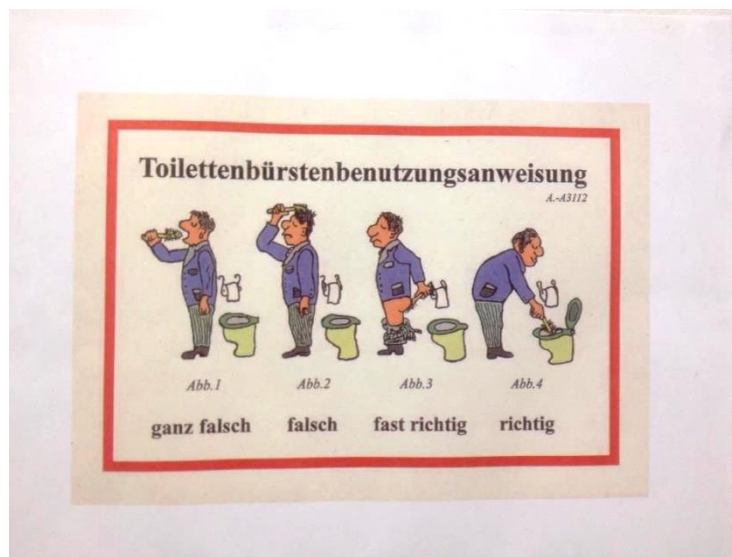 Toilettenbürstenbenutzungsanweisung
A.-A3112
Abb.1 Abb.2 Abb.3 Abb.4
ganz falsch falsch fast richtig richtig